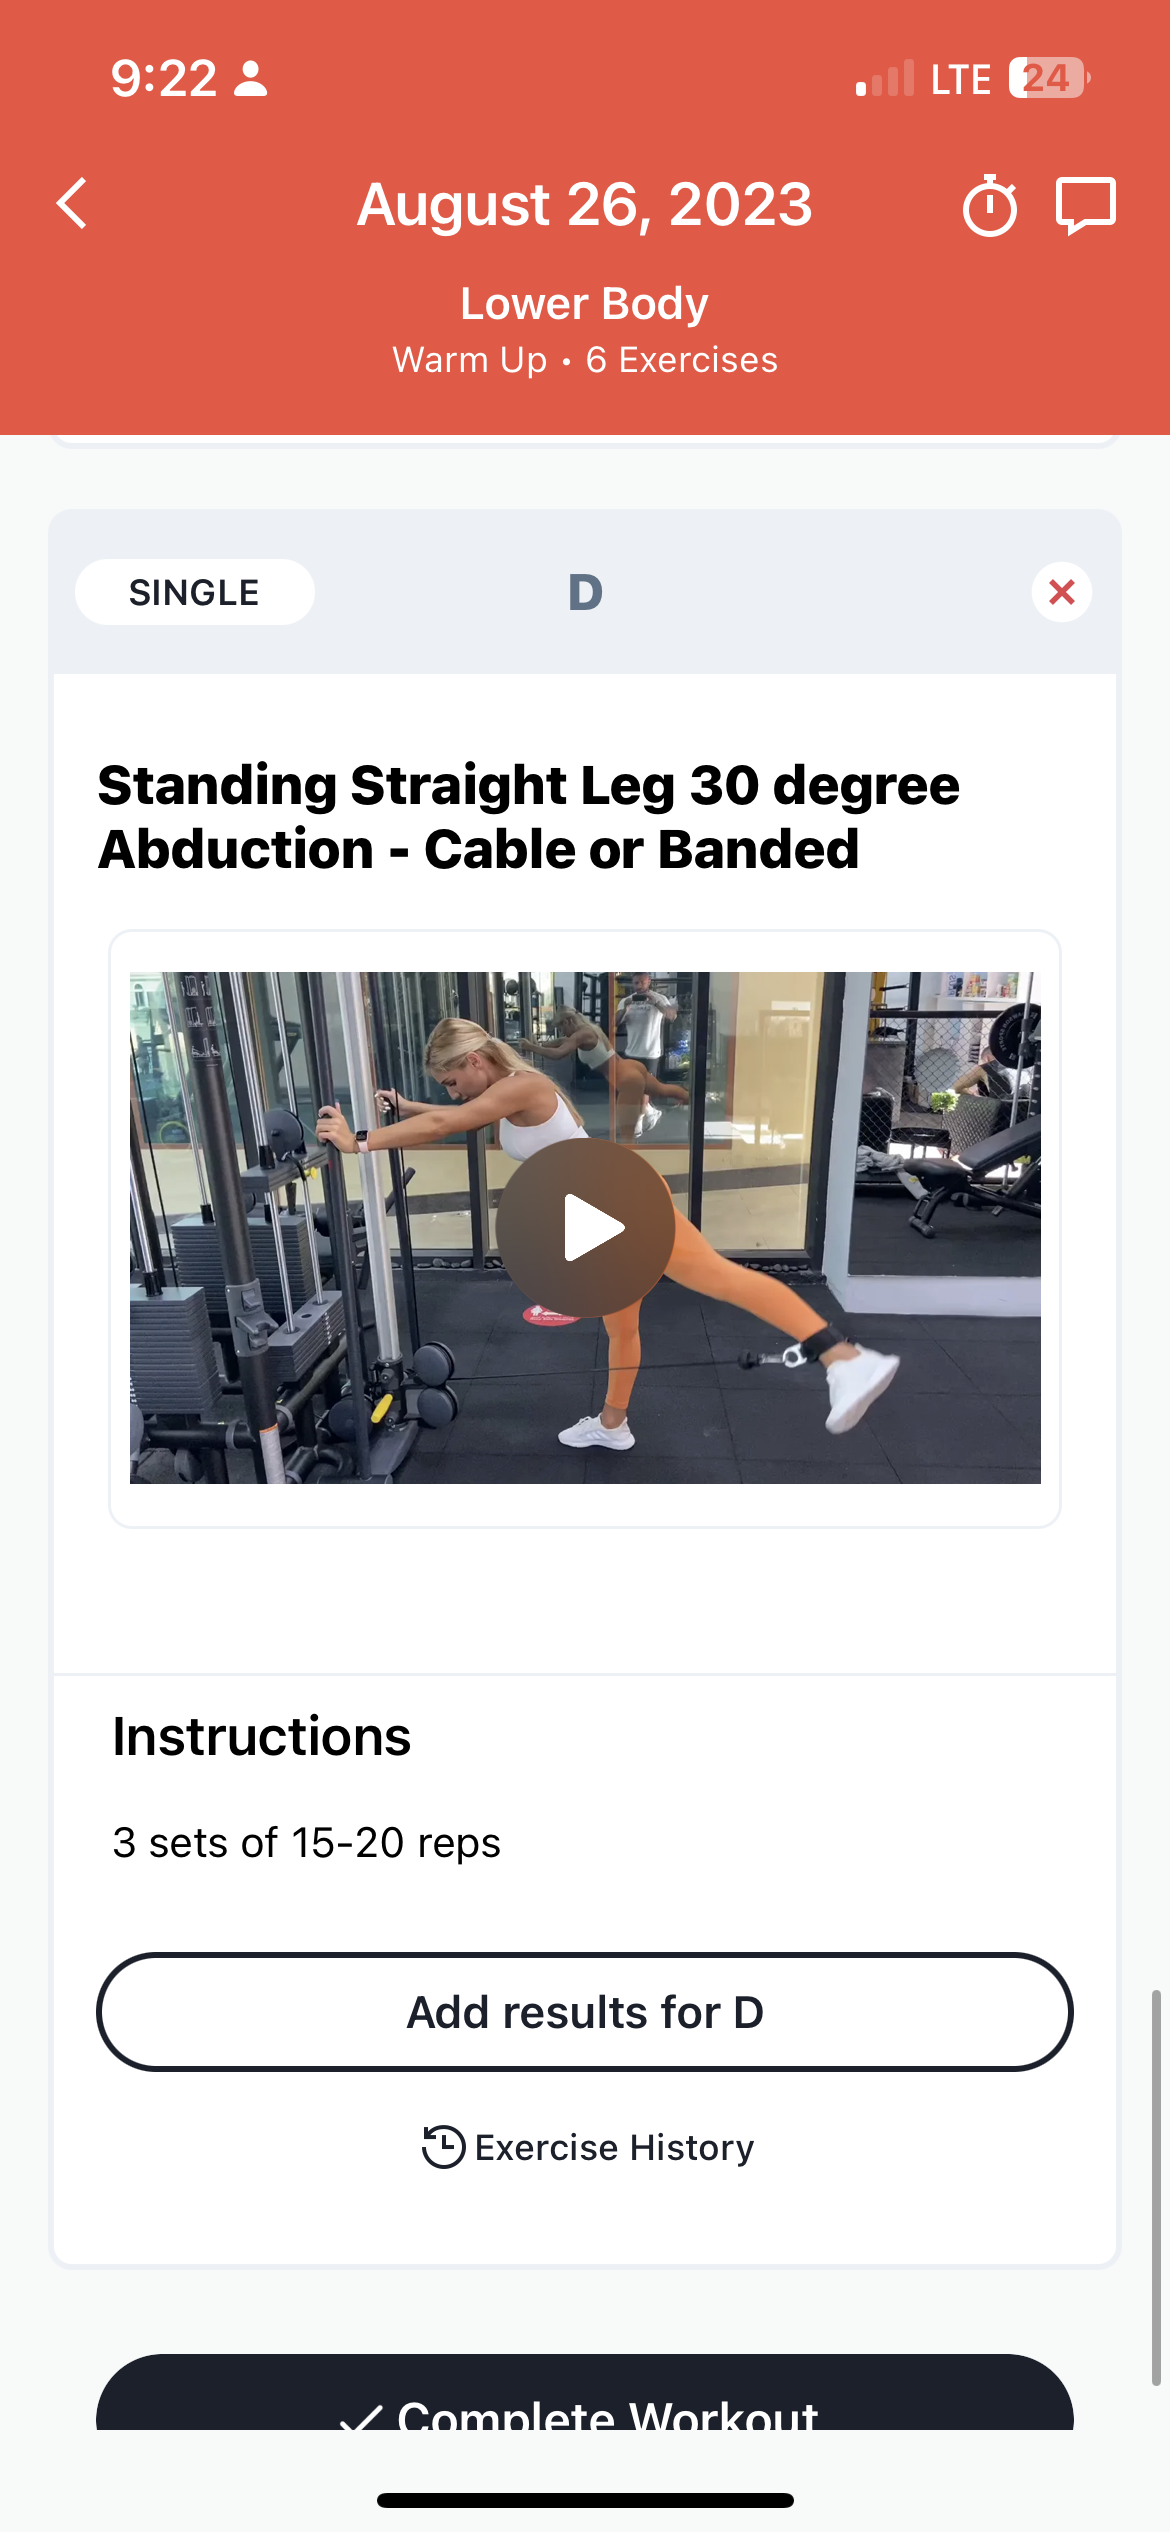 9:22
LTE 24
August 26, 2023
Lower Body
Warm Up • 6 Exercises
SINGLE
D
Standing Straight Leg 30 degree
Abduction - Cable or Banded
Instructions
3 sets of 15-20 reps
Add results for D
Exercise History
Complete Workout